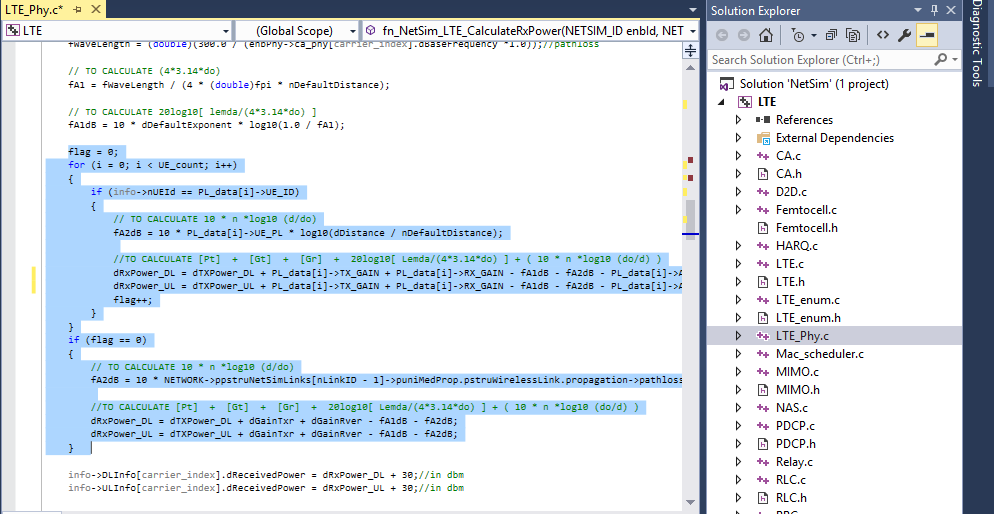 LTE_Phy.c*
LTE
(Global Scope)
fn_NetSim_LTE_CalculateRxPower(NETSIM_ID enbId, NET
fWaveLength = (double)(300.0 / (enbPhy->ca_phy[carrier_index].dBaseFrequency *1.0));//pathloss
// TO CALCULATE (4*3.14*do)
fA1 = fWaveLength / (4 * (double)fpi * nDefaultDistance);
// TO CALCULATE 20log10[ lemda/(4*3.14*do) ]
fA1dB = 10 * dDefaultExponent * log10(1.0 / fA1);
flag = 0;
for (i = 0; i < UE_count; i++)
{
if (info->nUEId == PL_data[i]->UE_ID)
{
// TO CALCULATE 10 * n *log10 (d/do)
fA2dB = 10 * PL_data[i]->UE_PL * log10(dDistance / nDefaultDistance);
//TO CALCULATE [Pt] + [Gt] + [Gr] + 20log10[ Lemda/(4*3.14*do) ] + ( 10 * n *log10 (do/d) )
dRxPower_DL = dTXPower_DL + PL_data[i]->TX_GAIN + PL_data[i]->RX_GAIN - fA1dB - fA2dB - PL_data[i]->A
dRxPower_UL = dTXPower_UL + PL_data[i]->TX_GAIN + PL_data[i]->RX_GAIN - fA1dB - fA2dB - PL_data[i]->A
flag++;
}
}
if (flag == 0)
{
// TO CALCULATE 10 * n *log10 (d/do)
fA2dB = 10 * NETWORK->ppstruNetSimLinks[nLinkID - 1]->puniMedProp.pstruWirelessLink.propagation->pathloss
//TO CALCULATE [Pt] + [Gt] + [Gr] + 20log10[ Lemda/(4*3.14*do) ] + ( 10 * n *log10 (do/d) )
dRxPower_DL = dTXPower_DL + dGainTxr + dGainRver - fA1dB - fA2dB;
dRxPower_UL = dTXPower_UL + dGainTxr + dGainRver - fA1dB - fA2dB;
}
info->DLInfo[carrier_index].dReceivedPower = dRxPower_DL + 30;//in dbm
info->ULInfo[carrier_index].dReceivedPower = dRxPower_UL + 30;//in dbm
Solution Explorer
Search Solution Explorer (Ctrl+;)
Solution 'NetSim' (1 project)
LTE
References
External Dependencies
CA.c
CA.h
D2D.c
Femtocell.c
Femtocell.h
HARQ.c
LTE.c
LTE.h
LTE_enum.c
LTE_enum.h
LTE_Phy.c
Mac_scheduler.c
MIMO.c
MIMO.h
NAS.c
PDCP.c
PDCP.h
Relay.c
RLC.c
RLC.h
Diagnostic Tools